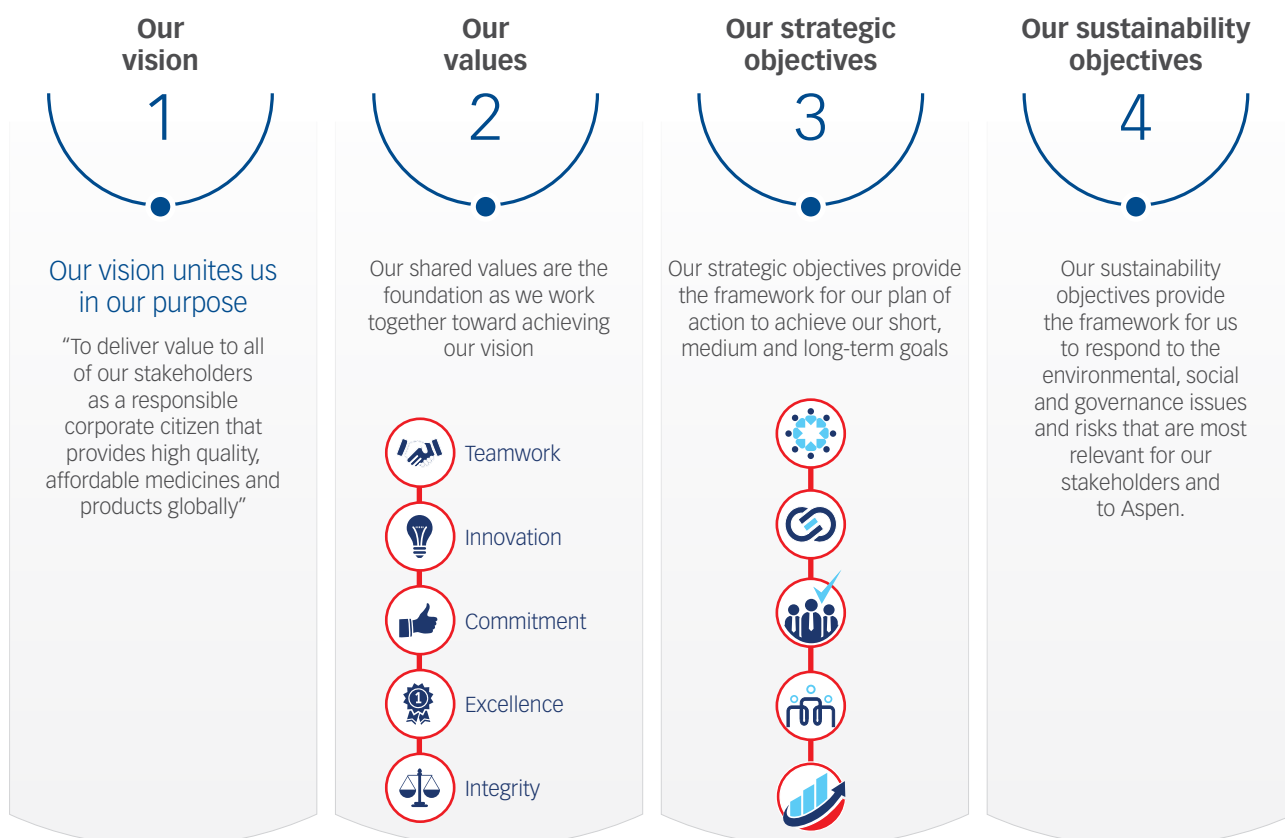 Our
vision
1
Our vision unites us
in our purpose
“To deliver value to all
of our stakeholders
as a responsible
corporate citizen that
provides high quality,
affordable medicines and
products globally”
Our
values
2
Our shared values are the
foundation as we work
together toward achieving
our vision
Teamwork
Innovation
Commitment
1
Excellence
Integrity
Our strategic
objectives
3
Our strategic objectives provide
the framework for our plan of
action to achieve our short,
medium and long-term goals
Our sustainability
objectives
4
Our sustainability
objectives provide
the framework for us
to respond to the
environmental, social
and governance issues
and risks that are most
relevant for our
stakeholders and
to Aspen.